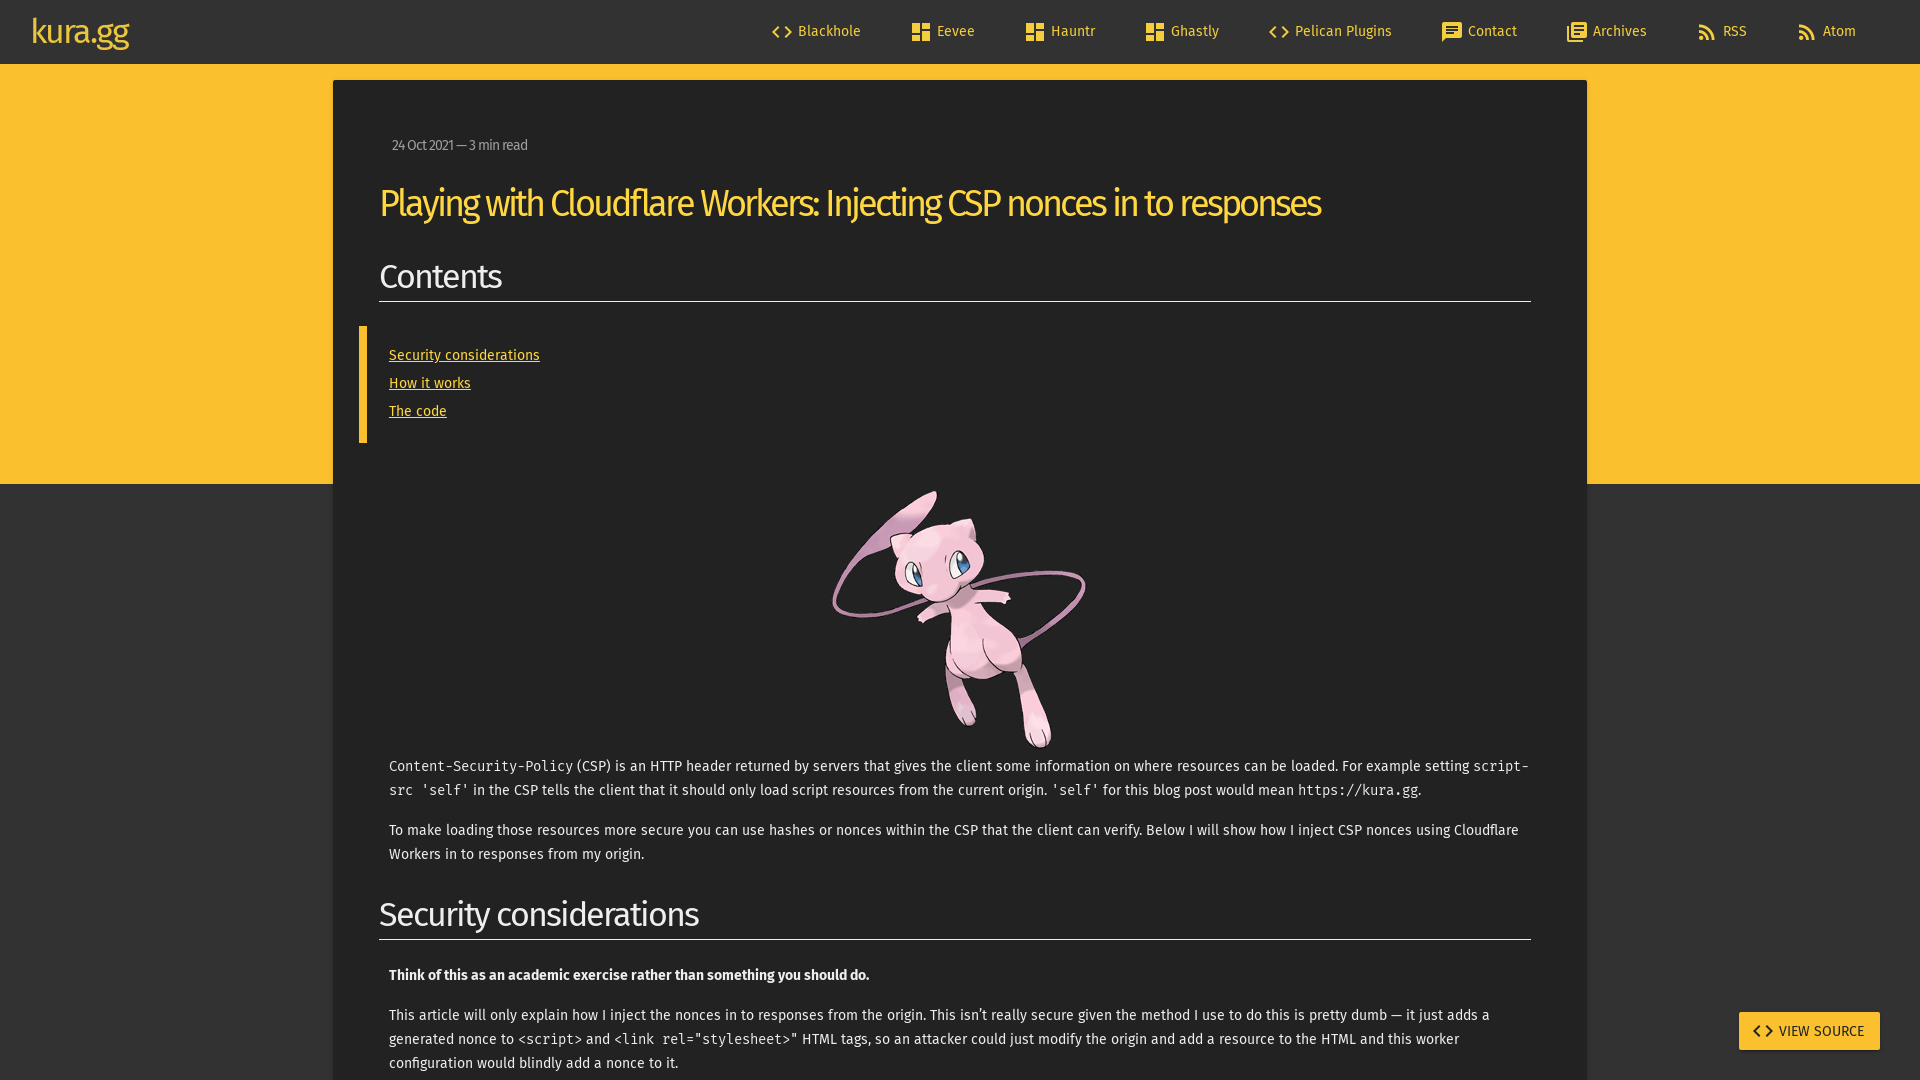 kura.gg
Blackhole
Eevee
Hauntr
Ghastly
Pelican Plugins
Contact
Archives
RSS
Atom
24 Oct 2021 — 3 min read
Playing with Cloudflare Workers: Injecting CSP nonces in to responses
Contents
Security considerations
How it works
The code
Content-Security-Policy (CSP) is an HTTP header returned by servers that gives the client some information on where resources can be loaded. For example setting script-
src 'self' in the CSP tells the client that it should only load script resources from the current origin. 'self' for this blog post would mean https://kura.gg.
To make loading those resources more secure you can use hashes or nonces within the CSP that the client can verify. Below I will show how I inject CSP nonces using Cloudflare
Workers in to responses from my origin.
Security considerations
Think of this as an academic exercise rather than something you should do.
This article will only explain how I inject the nonces in to responses from the origin. This isn’t really secure given the method I use to do this is pretty dumb — it just adds a
generated nonce to <script> and <link rel="stylesheet>" HTML tags, so an attacker could just modify the origin and add a resource to the HTML and this worker
configuration would blindly add a nonce to it.
VIEW SOURCE